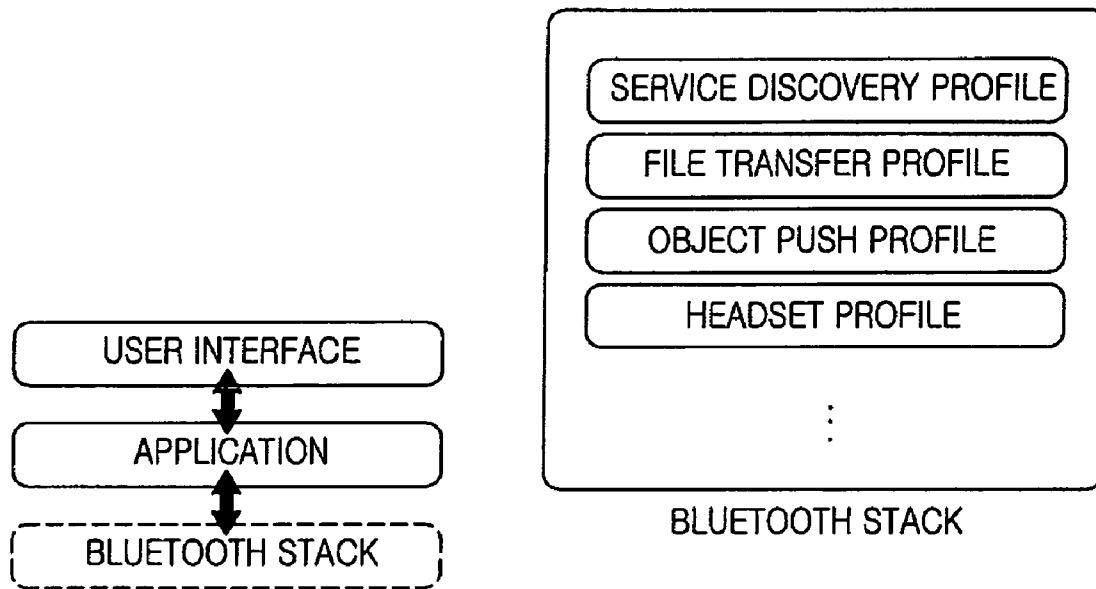 USER INTERFACE
APPLICATION
BLUETOOTH STACK
SERVICE DISCOVERY PROFILE
FILE TRANSFER PROFILE
OBJECT PUSH PROFILE
HEADSET PROFILE
BLUETOOTH STACK